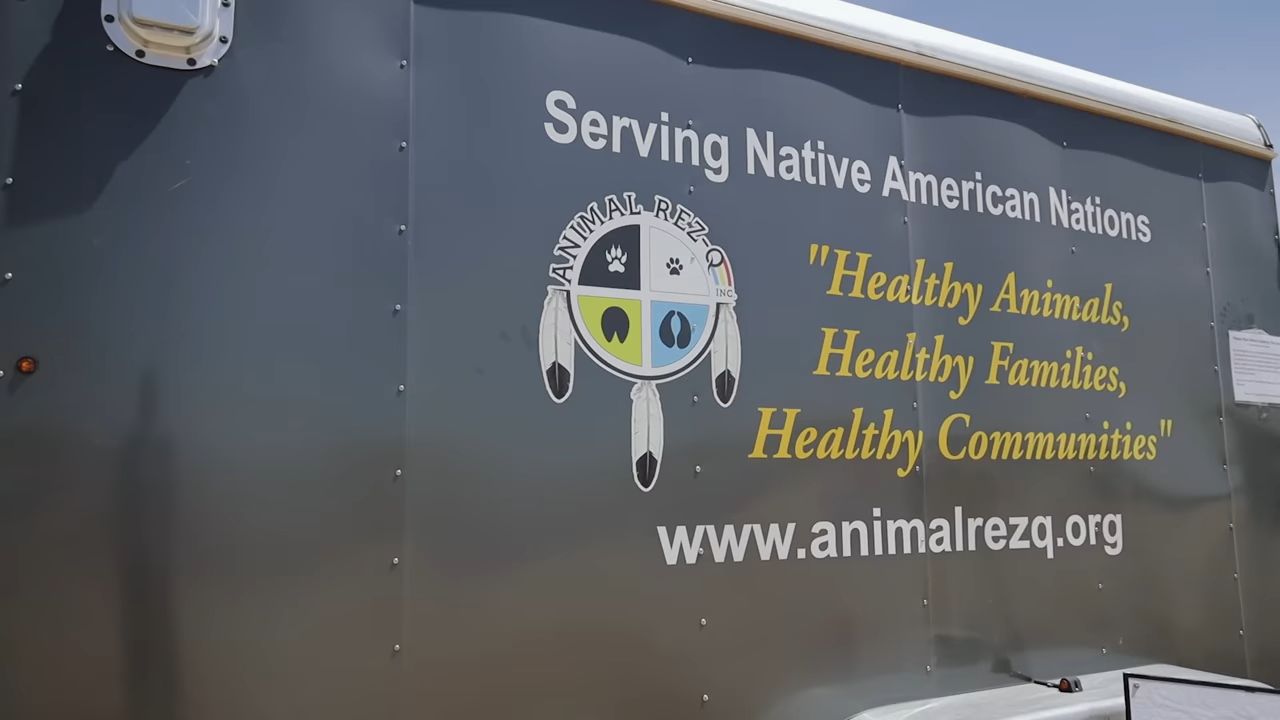 Serving Native American Nations
ANIMAL REZ-Q
INC
"Healthy Animals,
Healthy Families,
Healthy Communities"
www.animalrezq.org